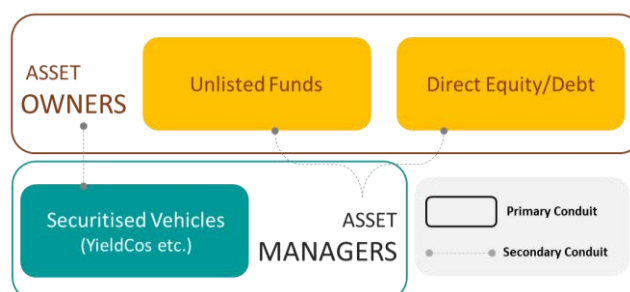 ASSET
OWNERS
Unlisted Funds
Direct Equity/Debt
Securitised Vehicles
(YieldCos etc.)
ASSET
MANAGERS
Primary Conduit
Secondary Conduit